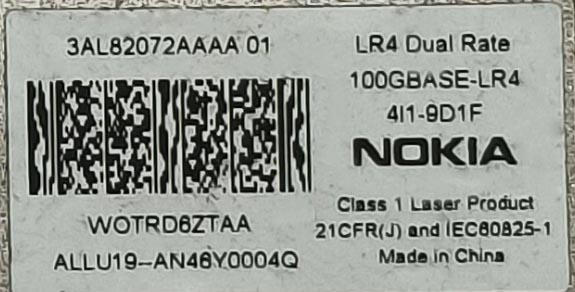 3AL82072AAAA 01
WOTRD6ZTAA
ALLU19-AN46Y0004Q
LR4 Dual Rate
100GBASE-LR4
4I1-9D1F
NOKIA
Class 1 Laser Product
21CFR(J) and IEC60825-1
Made in China